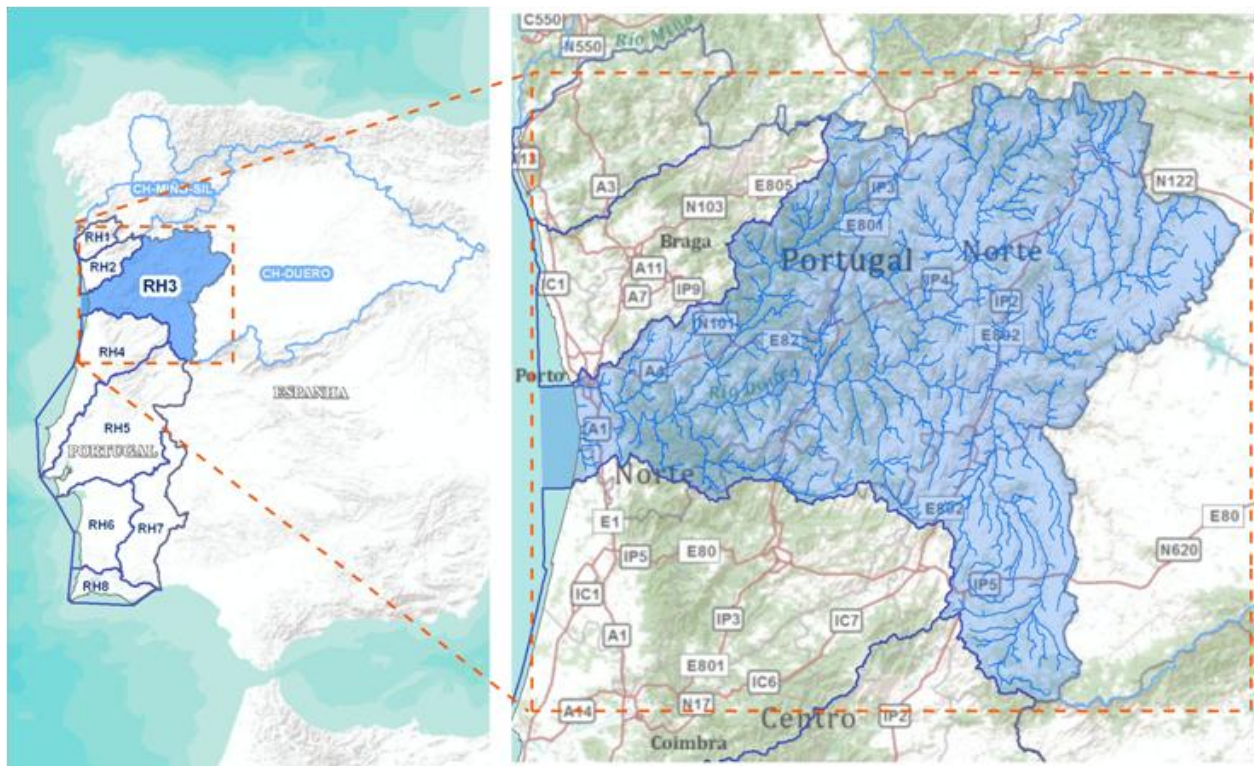 CH-MIÑO-SIL
RH1
RH2
RH3
CH-DUERO
RH4
ESPANHA
RH5
PORTUGAL
RH6
RH7
RH8
C550
Río Miño
N550
A3
E805
IP3
N122
N103
E801
Braga
Portugal
Norte
A11
IC1
A7
IP9
IP4
IP2
N101
E82
E802
Porto
A4
Rio Douro
A1
Norte
E802
E1
E80
IP5
E80
N620
IP5
IC1
IP3
IC7
A1
E801
IC6
N17
A14
Centro
IP2
Coimbra